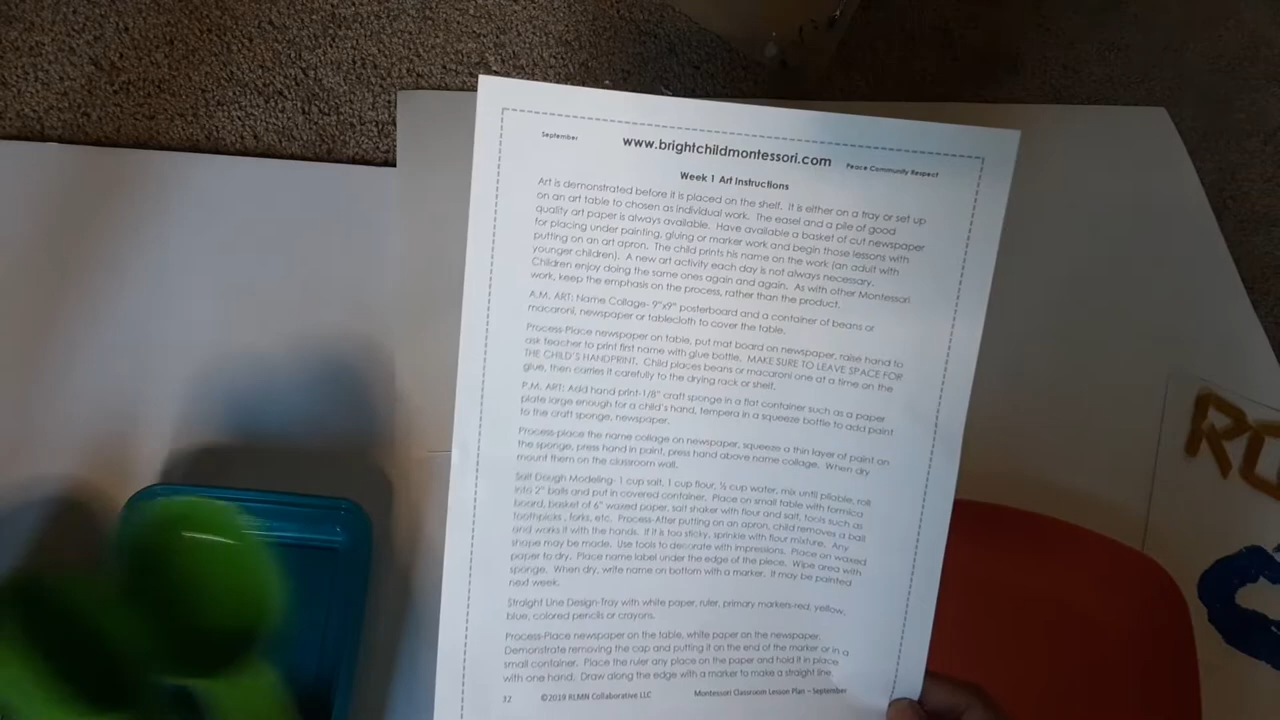 September
www.brightchildmontessori.com
Peace Community Respect
Week 1 Art Instructions
Art is demonstrated before it is placed on the shelf. It is either on a tray or set up
on an art table to chosen as individual work. The easel and a pile of good
quality art paper is always available. Have available a basket of cut newspaper
for placing under painting, gluing or marker work and begin those lessons with
putting on an art apron. The child prints his name on the work (an adult with
younger children). A new art activity each day is not always necessary.
Children enjoy doing the same ones again and again. As with other Montessori
work, keep the emphasis on the process, rather than the product.
A.M. ART: Name Collage- 9"x9" posterboard and a container of beans or
macaroni, newspaper or tablecloth to cover the table.
Process-Place newspaper on table, put mat board on newspaper, raise hand to
ask teacher to print first name with glue bottle. MAKE SURE TO LEAVE SPACE FOR
THE CHILD'S HANDPRINT. Child places beans or macaroni one at a time on the
glue, then carries it carefully to the drying rack or shelf.
P.M. ART: Add hand print-1/8" craft sponge in a flat container such as a paper
plate large enough for a child's hand, tempera in a squeeze bottle to add paint
to the craft sponge, newspaper.
Process-place the name collage on newspaper, squeeze a thin layer of paint on
the sponge, press hand in paint, press hand above name collage. When dry
mount them on the classroom wall.
Salt Dough Modeling- 1 cup salt, 1 cup flour, ½ cup water, mix until pliable, roll
into 2" balls and put in covered container. Place on small table with formica
board, basket of 6" waxed paper, salt shaker with flour and salt, tools such as
toothpicks, forks, etc. Process-After putting on an apron, child removes a ball
and works it with the hands. If it is too sticky, sprinkle with flour mixture. Any
shape may be made. Use tools to decorate with impressions. Place on waxed
paper to dry. Place name label under the edge of the piece. Wipe area with
sponge. When dry, write name on bottom with a marker. It may be painted
next week.
Straight Line Design-Tray with white paper, ruler, primary markers-red, yellow,
blue, colored pencils or crayons.
Process-Place newspaper on the table, white paper on the newspaper.
Demonstrate removing the cap and putting it on the end of the marker or in a
small container. Place the ruler any place on the paper and hold it in place
with one hand. Draw along the edge with a marker to make a straight line.
32
©2019 RLMN Collaborative LLC
Montessori Classroom Lesson Plan – September